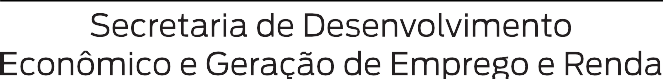 Secretaria de Desenvolvimento
Econômico e Geração de Emprego e Renda